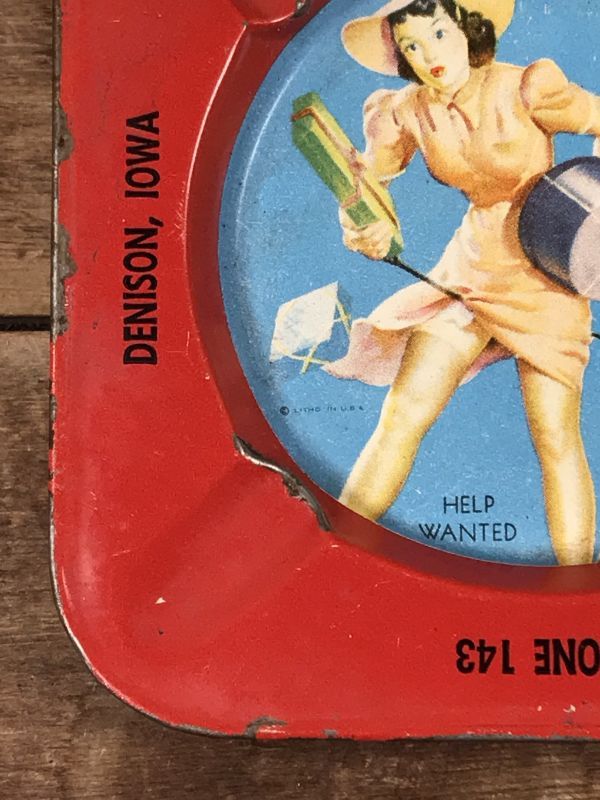 DENISON, IOWA
© LITHO IN U.S.A.
HELP
WANTED
ONE 143